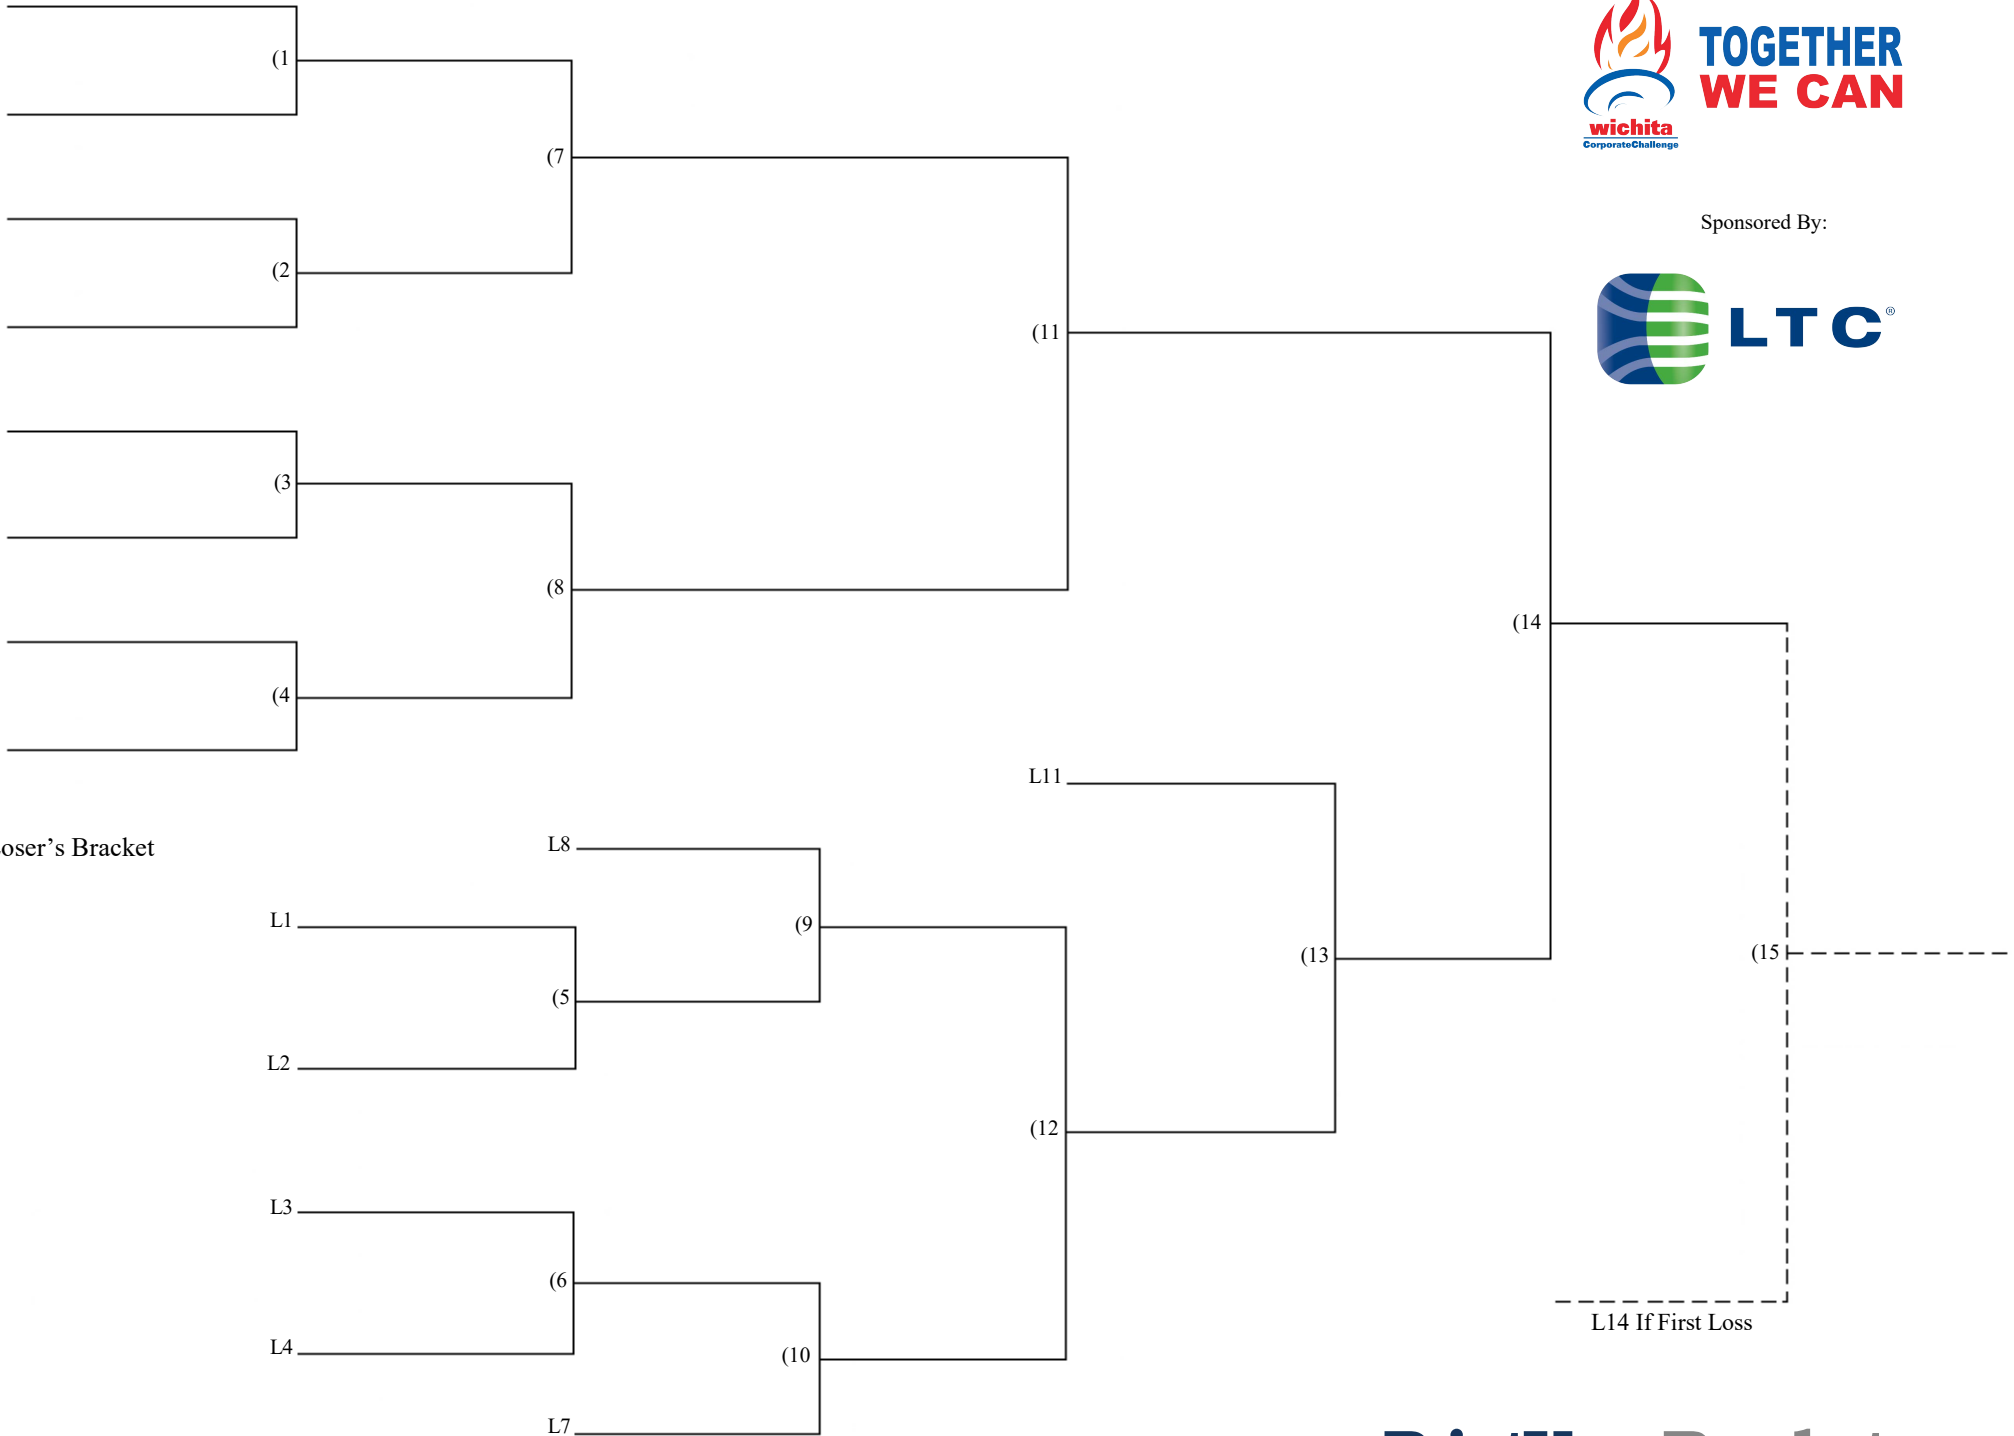 TOGETHER
WE CAN
wichita
CorporateChallenge
Sponsored By:
LTC®
(1
(7
(2
(11
(3
(8
(14
(4
L11
L8
Bracket
L1
(9
(13
(15
(5
L2
(12
L3
(6
L14 If First Loss
L4
(10
L7